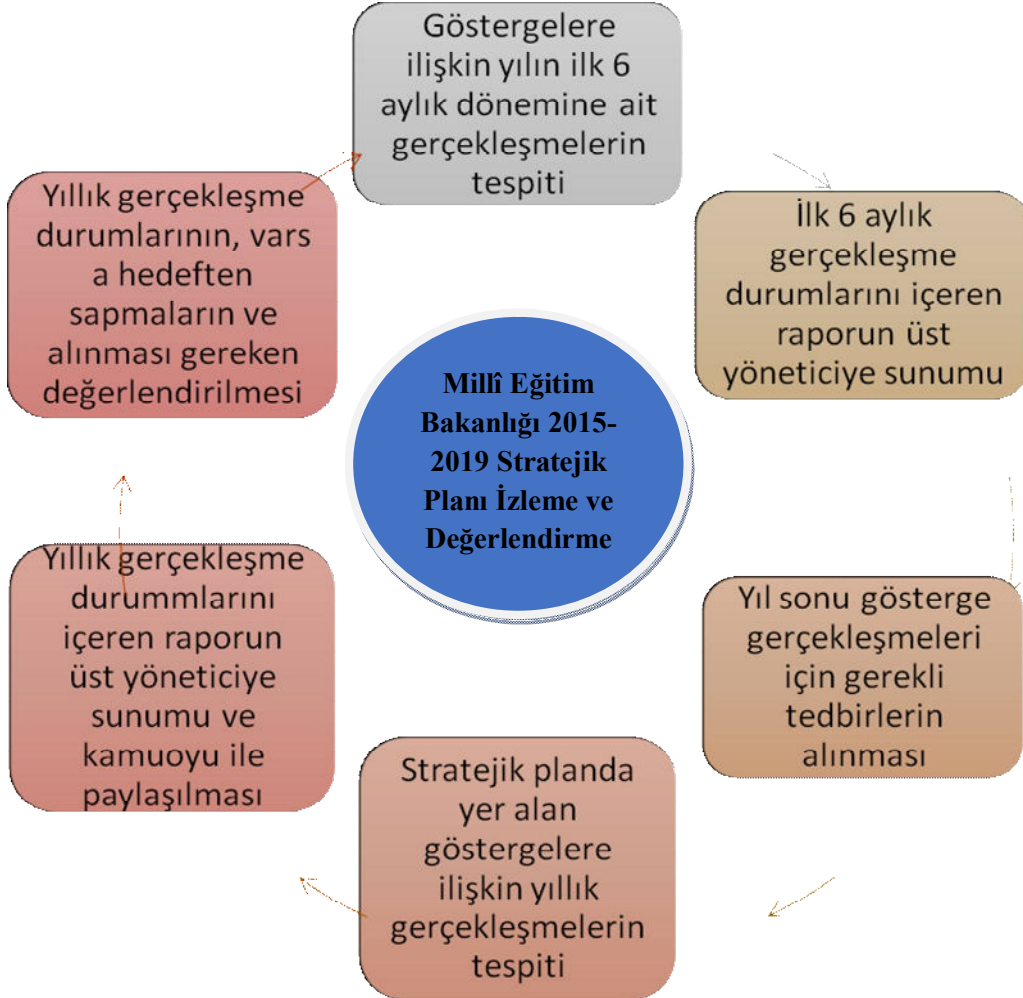 Göstergelere
ilişkin yılın ilk 6
aylık dönemine ait
gerçekleşmelerin
tespiti
İlk 6 aylık
gerçekleşme
durumlarını içeren
raporun üst
yöneticiye sunumu
Yıl sonu gösterge
gerçekleşmeleri
için gerekli
tedbirlerin
alınması
Stratejik planda
yer alan
göstergelere
ilişkin yıllık
gerçekleşmelerin
tespiti
Yıllık gerçekleşme
durummlarını
içeren raporun
üst yöneticiye
sunumu ve
kamuoyu ile
paylaşılması
Yıllık gerçekleşme
durumlarının, vars
a hedeften
sapmaların ve
alınması gereken
değerlendirilmesi
Millî Eğitim
Bakanlığı 2015-
2019 Stratejik
Planı İzleme ve
Değerlendirme